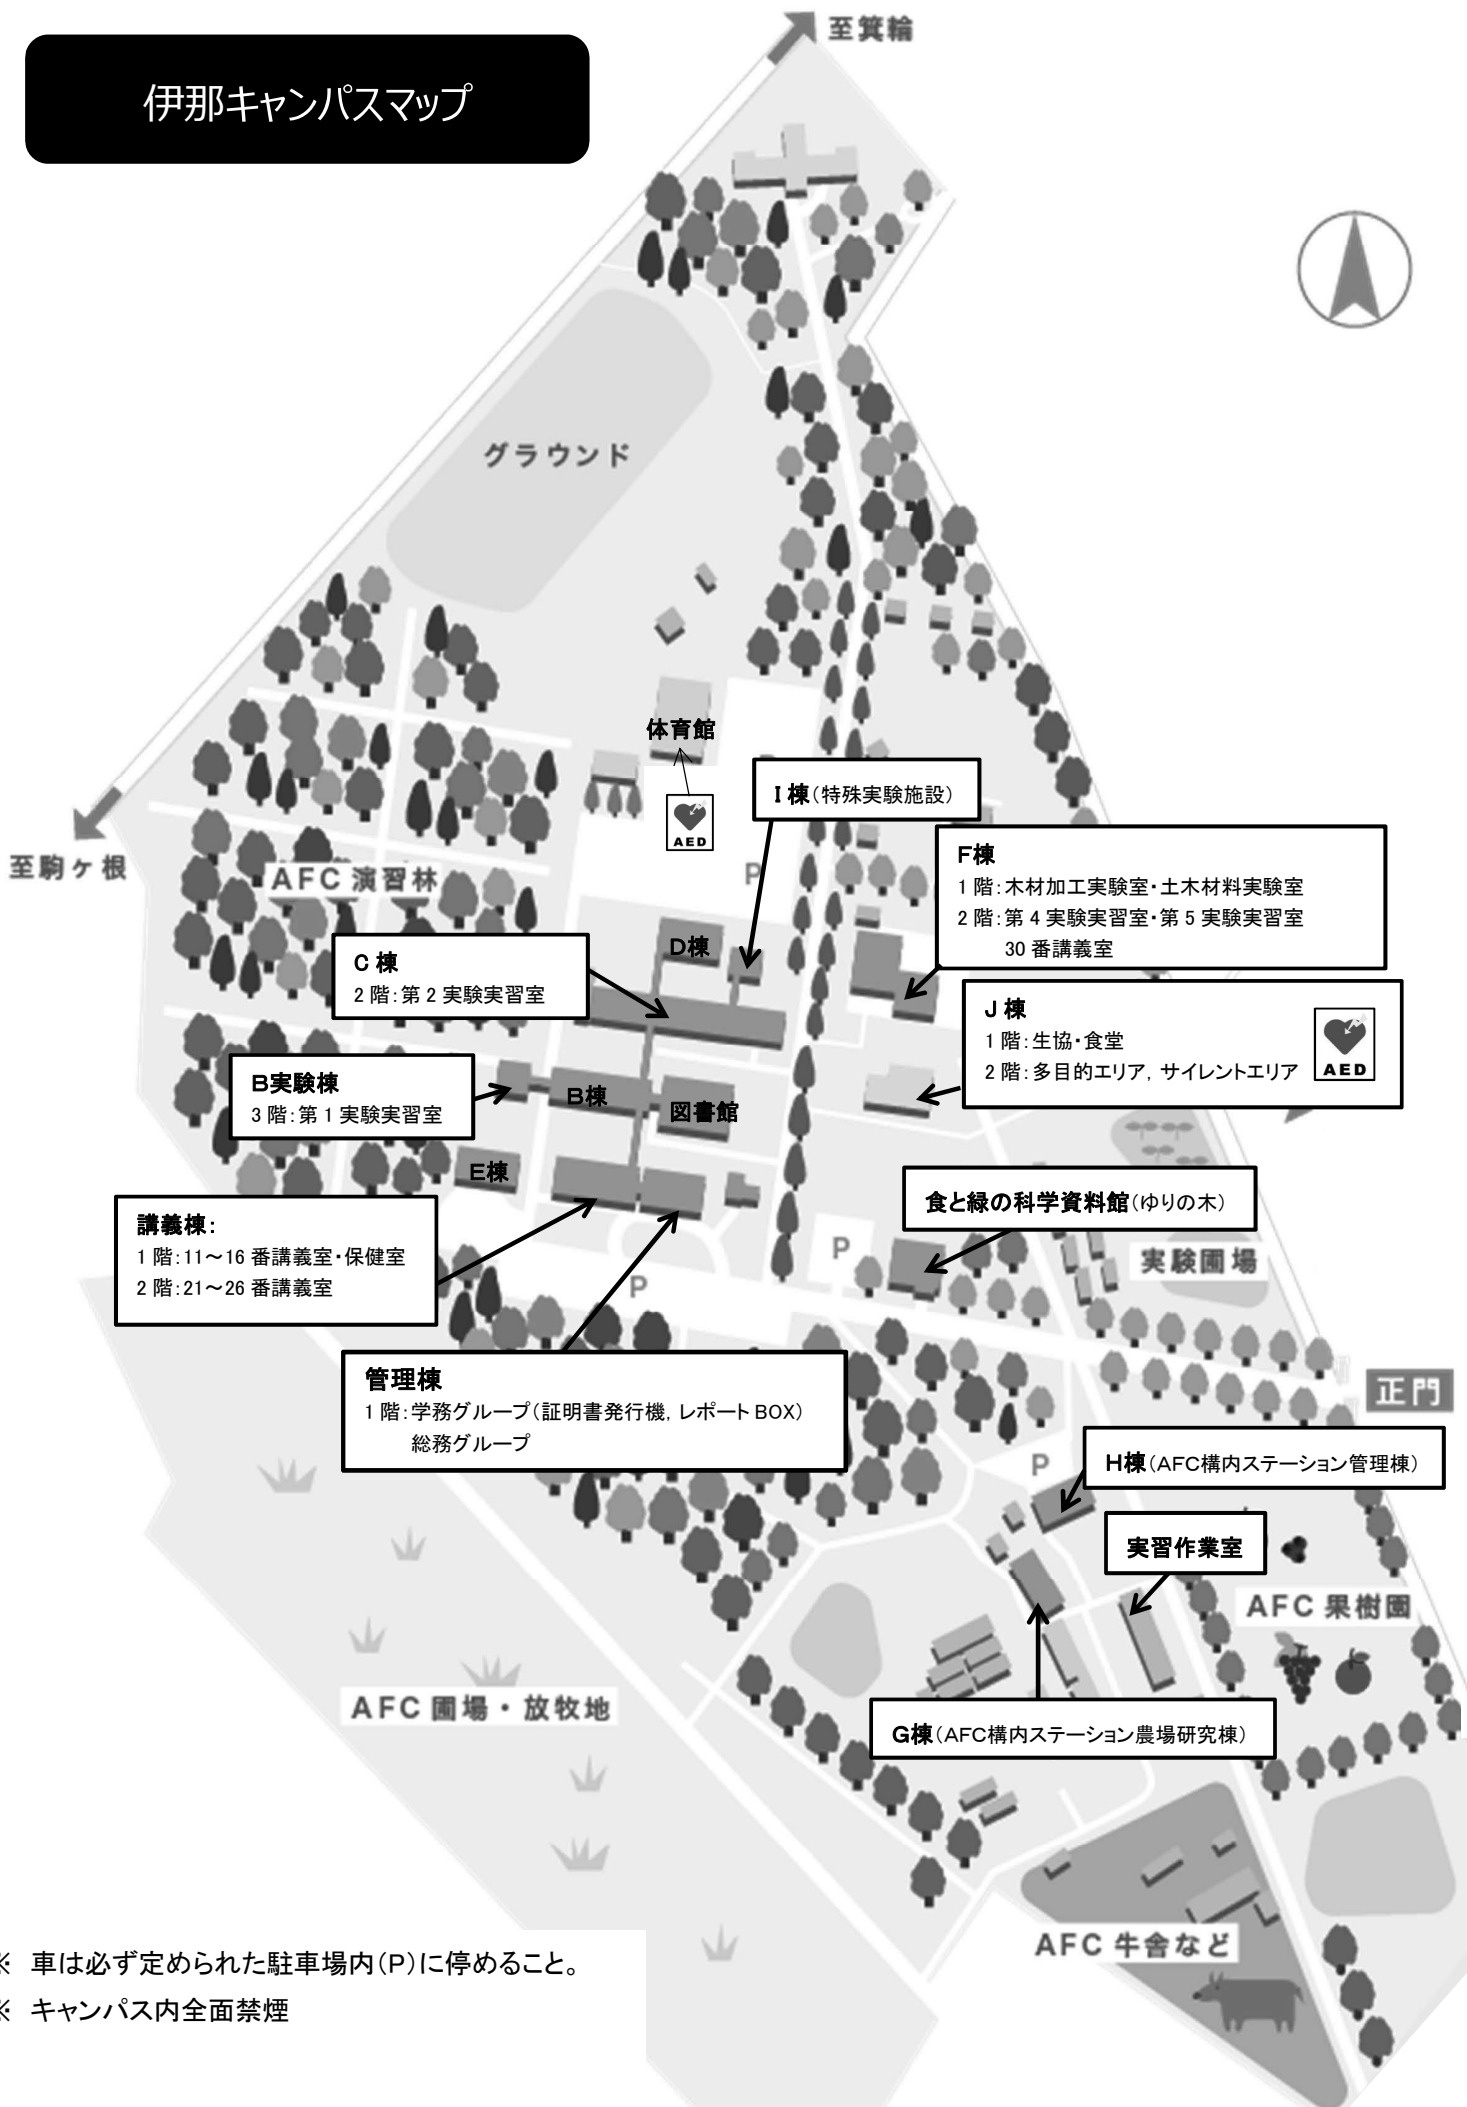 至箕輪
伊那キャンパスマップ
グラウンド
体育館
AED
I棟(特殊実験施設)
至駒ケ根
AFC 演習林
P
F棟
1階:木材加工実験室・土木材料実験室
2階:第4実験実習室・第5実験実習室
30番講義室
D棟
C棟
2階:第2実験実習室
J棟
1階:生協・食堂
2階:多目的エリア,サイレントエリア
AED
B実験棟
3階:第1実験実習室
B棟
図書館
E棟
食と緑の科学資料館(ゆりの木)
講義棟:
1階:11~16番講義室・保健室
2階:21~26番講義室
P
P
実験圃場
管理棟
1階:学務グループ(証明書発行機,レポートBOX)
総務グループ
正門
P
H棟(AFC構内ステーション管理棟)
実習作業室
AFC 果樹園
AFC 圃場・放牧地
G棟(AFC構内ステーション農場研究棟)
AFC 牛舎など
※ 車は必ず定められた駐車場内(P)に停めること。
※ キャンパス内全面禁煙